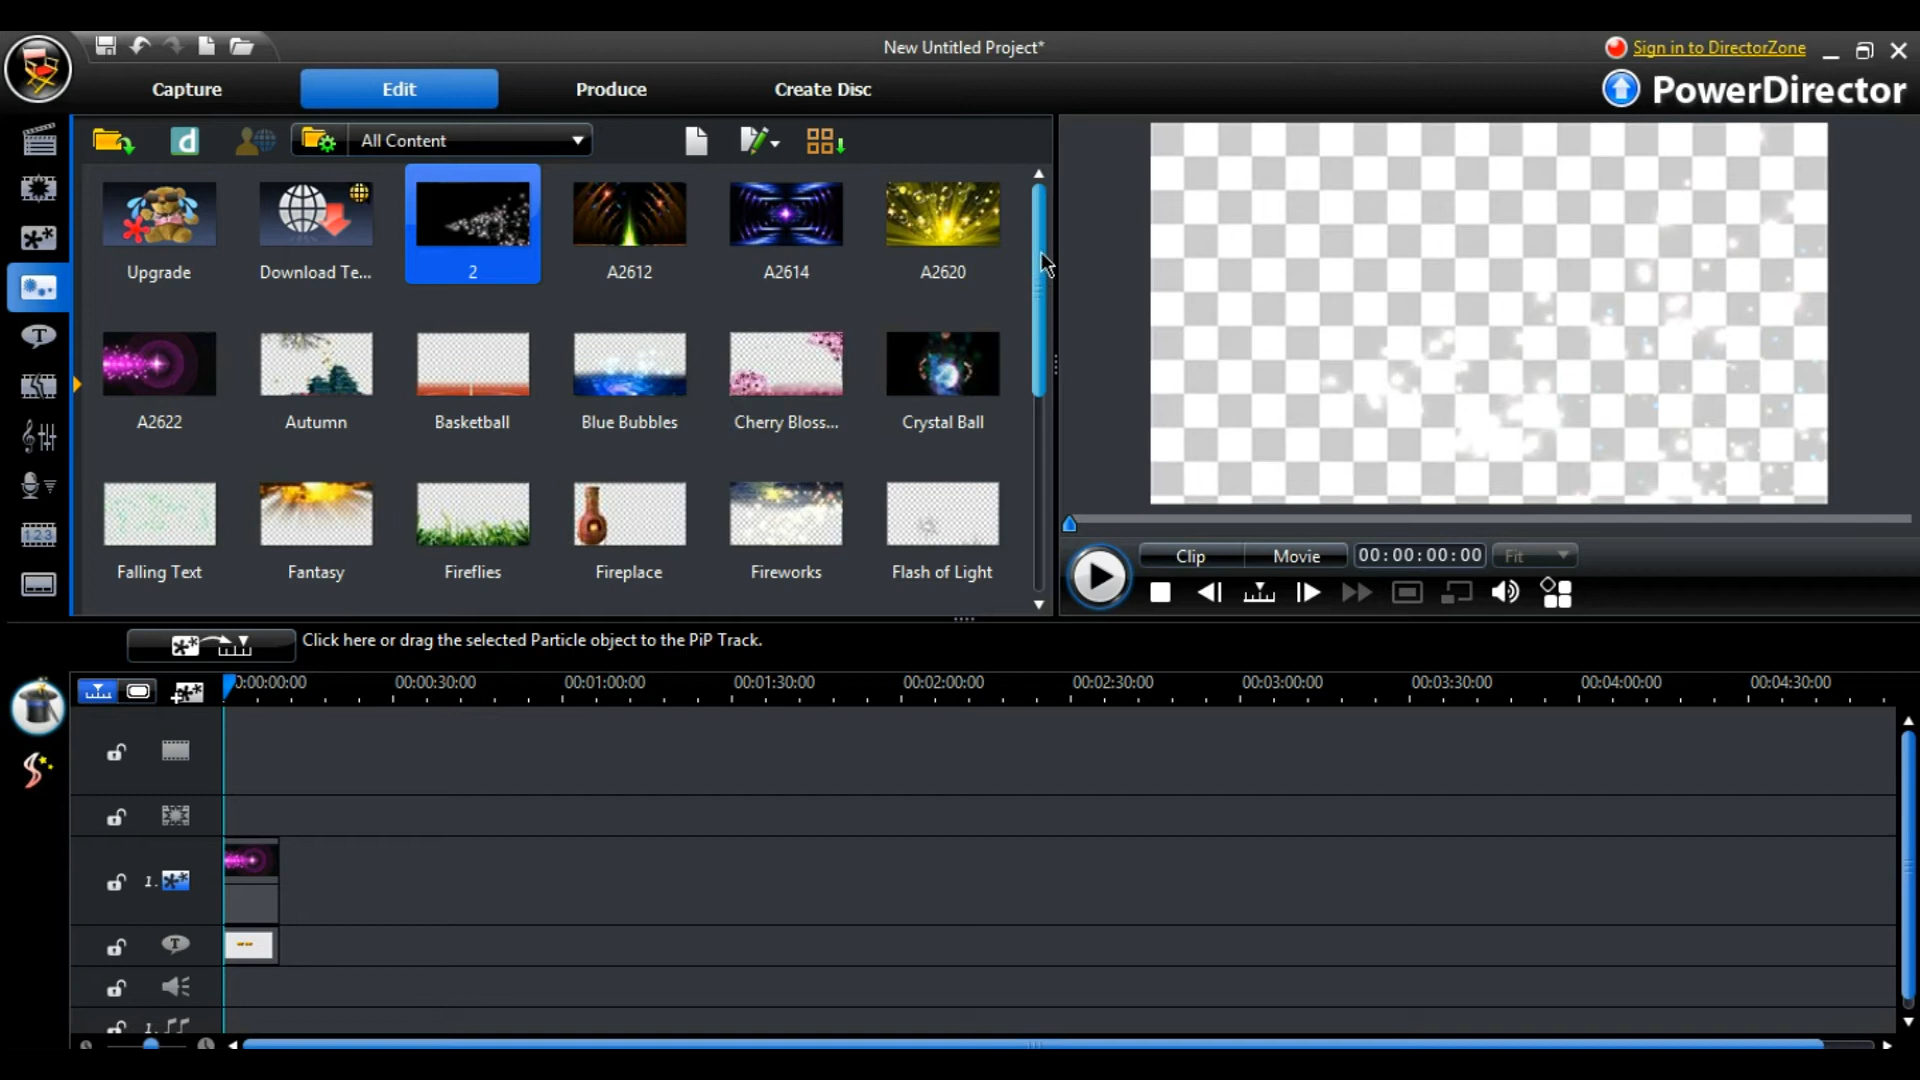 New Untitled Project*
Sign in to DirectorZone
Capture
Edit
Produce
Create Disc
PowerDirector
d
All Content
Upgrade
Download Te...
2
A2612
A2614
A2620
A2622
Autumn
Basketball
Blue Bubbles
Cherry Bloss...
Crystal Ball
Falling Text
Fantasy
Fireflies
Fireplace
Fireworks
Flash of Light
T
1 2 3
Clip
Movie
00:00:00:00
Fit
Click here or drag the selected Particle object to the PiP Track.
0:00:00:00
00:00:30:00
00:01:00:00
00:01:30:00
00:02:00:00
00:02:30:00
00:03:00:00
00:03:30:00
00:04:00:00
00:04:30:00
1.
T
1.